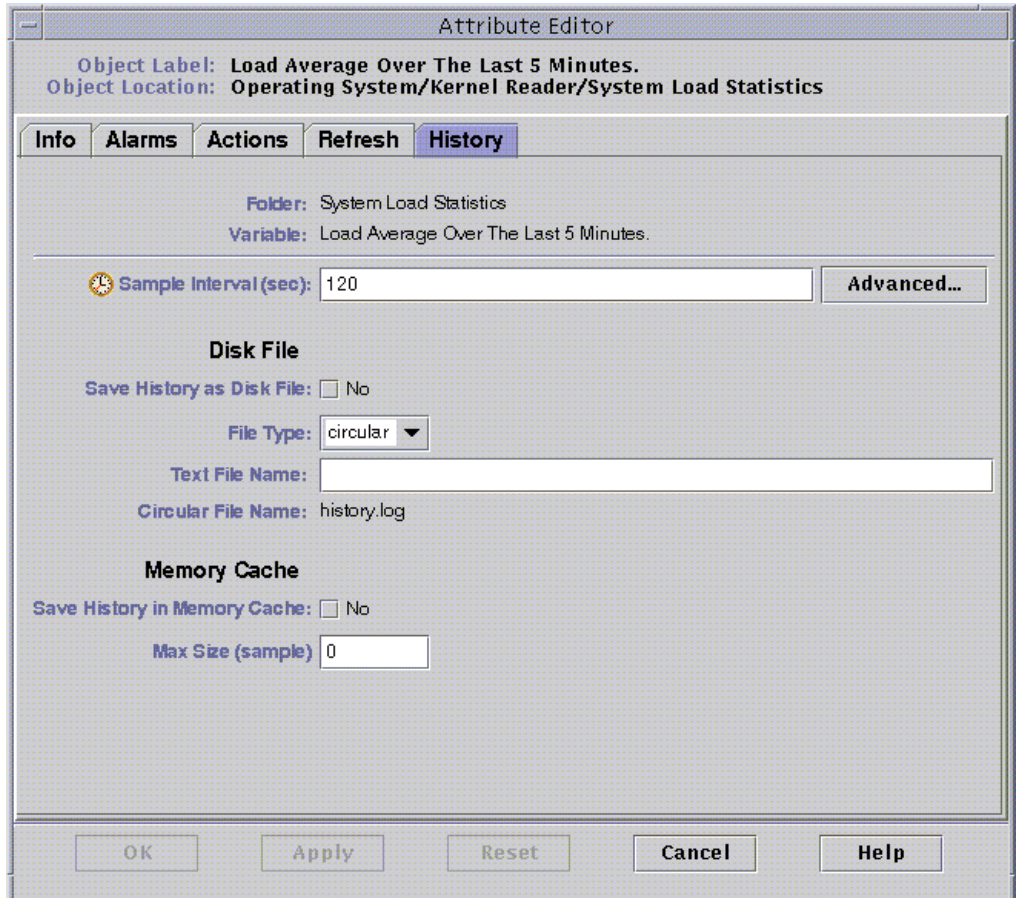 Attribute Editor
Object Label: Load Average Over The Last 5 Minutes.
Object Location: Operating System/Kernel Reader/System Load Statistics
Info Alarms Actions Refresh History
Folder: System Load Statistics
Variable: Load Average Over The Last 5 Minutes.
Sample Interval(sec): 120 Advanced...
Disk File
Save History as Disk File: No
File Type: circular
Text File Name:
Circular File Name: history.log
Memory Cache
Save History in Memory Cache: No
Max Size (sample) 0
OK Apply Reset Cancel Help